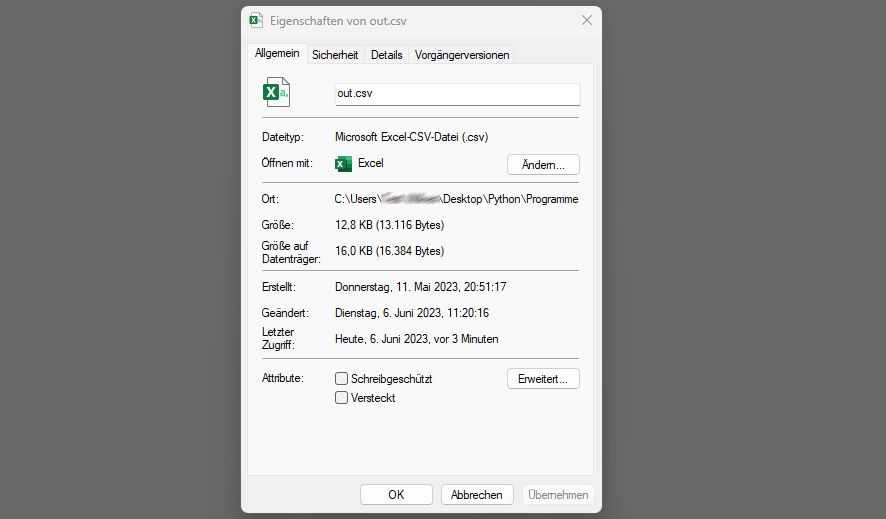 Eigenschaften von out.csv
Allgemein Sicherheit Details Vorgängerversionen
out.csv
Dateityp: Microsoft Excel-CSV-Datei (.csv)
Öffnen mit: Excel Ändern...
Ort: C:\Users\ \Desktop\Python\Programme
Größe: 12,8 KB (13.116 Bytes)
Größe auf Datenträger: 16,0 KB (16.384 Bytes)
Erstellt: Donnerstag, 11. Mai 2023, 20:51:17
Geändert: Dienstag, 6. Juni 2023, 11:20:16
Letzter Zugriff: Heute, 6. Juni 2023, vor 3 Minuten
Attribute: Schreibgeschützt Erweitert...
Versteckt
OK Abbrechen Übernehmen